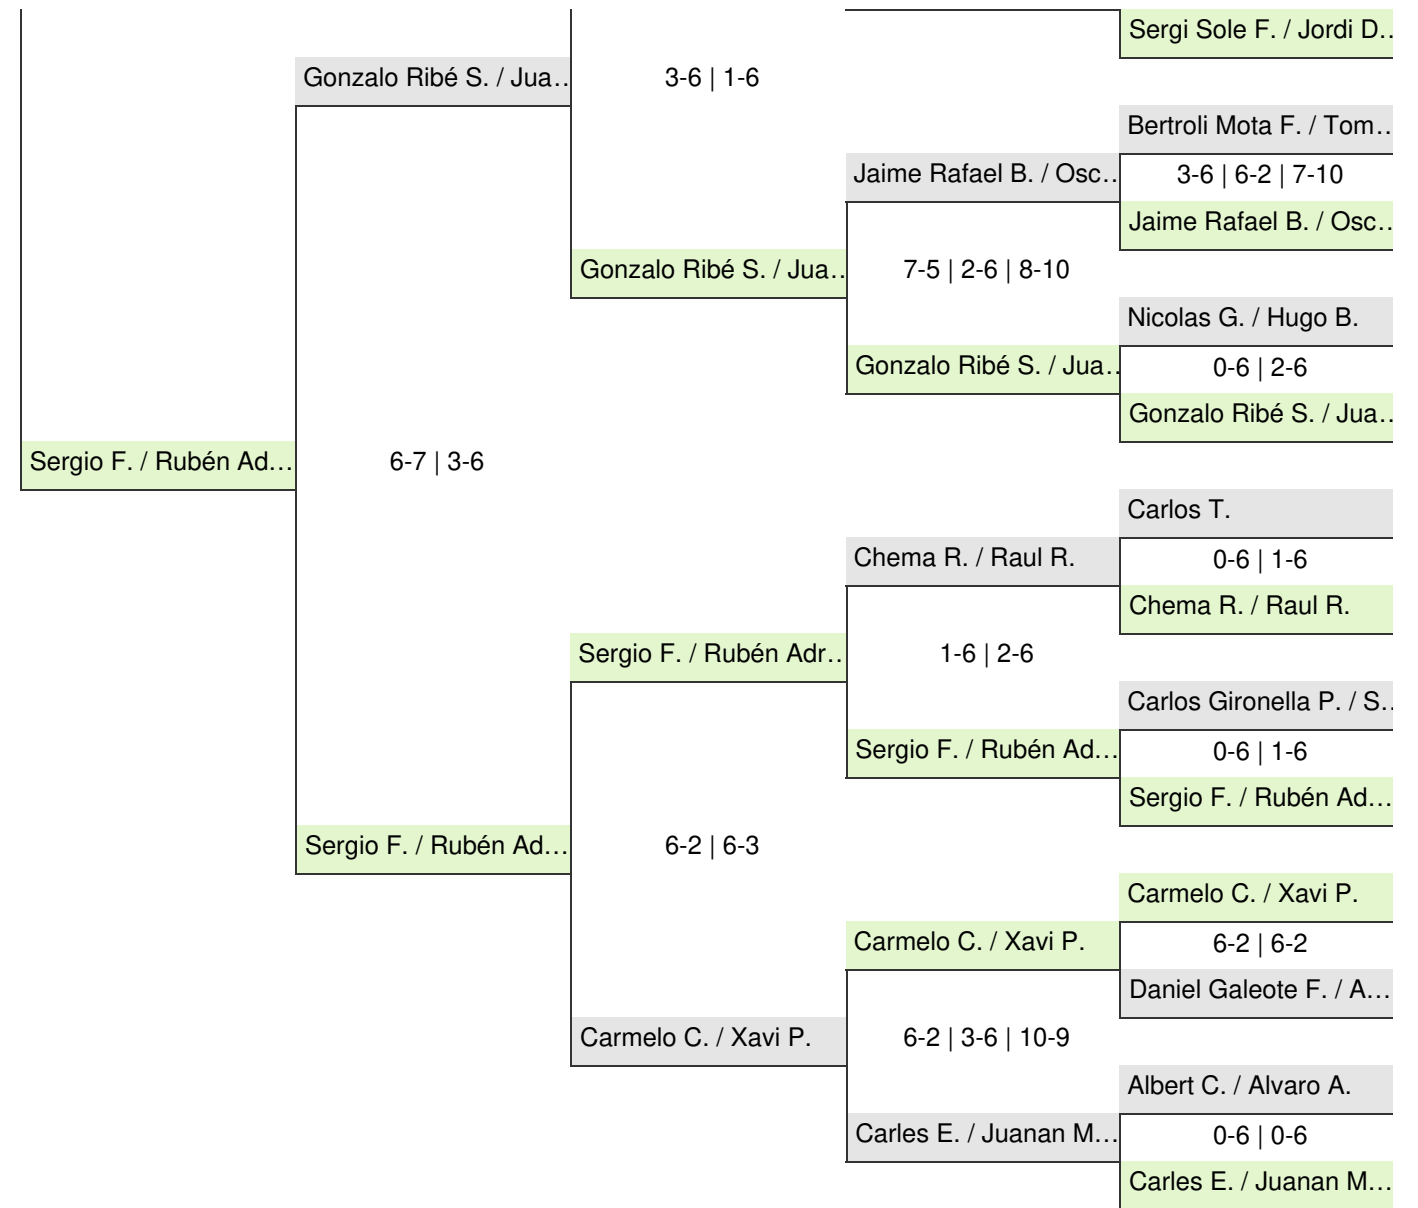 Sergi Sole F. / Jordi D..
Gonzalo Ribé S. / Jua..
3-6 | 1-6
Bertroli Mota F. / Tom..
Jaime Rafael B. / Osc..
3-6 | 6-2 | 7-10
Jaime Rafael B. / Osc..
Gonzalo Ribé S. / Jua..
7-5 | 2-6 | 8-10
Nicolas G. / Hugo B.
Gonzalo Ribé S. / Jua..
0-6 | 2-6
Gonzalo Ribé S. / Jua..
Sergio F. / Rubén Ad...
6-7 | 3-6
Carlos T.
Chema R. / Raul R.
0-6 | 1-6
Chema R. / Raul R.
Sergio F. / Rubén Adr..
1-6 | 2-6
Carlos Gironella P. / S..
Sergio F. / Rubén Ad...
0-6 | 1-6
Sergio F. / Rubén Ad...
Sergio F. / Rubén Ad...
6-2 | 6-3
Carmelo C. / Xavi P.
Carmelo C. / Xavi P.
6-2 | 6-2
Daniel Galeote F. / A...
Carmelo C. / Xavi P.
6-2 | 3-6 | 10-9
Albert C. / Alvaro A.
Carles E. / Juanan M...
0-6 | 0-6
Carles E. / Juanan M...